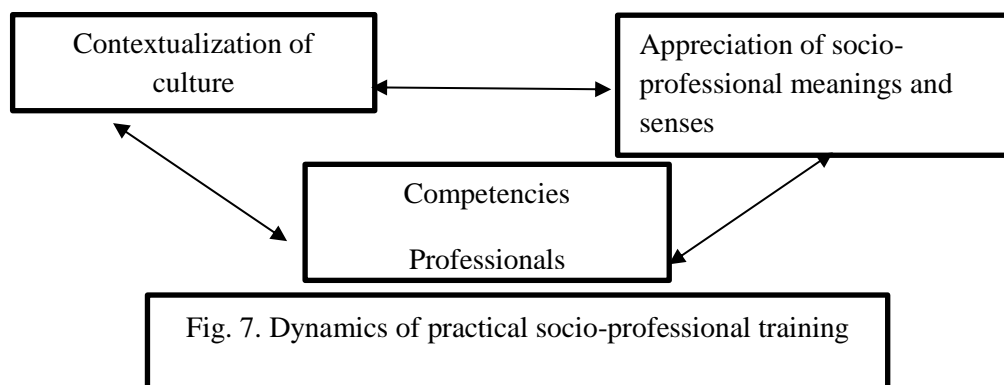 Contextualization of
culture
Appreciation of socio-
professional meanings and
senses
Competencies
Professionals
Fig. 7. Dynamics of practical socio-professional training